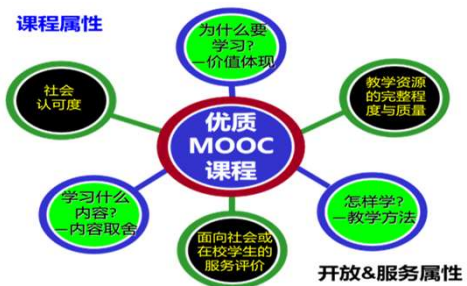 课程属性
为什么要
学习?
—价值体现
社会
认可度
教学资源
的完整程
度与质量
优质
MOOC
课程
学习什么
内容?
—内容取舍
怎样学?
—教学方法
面向社会或
在校学生的
服务评价
开放&服务属性